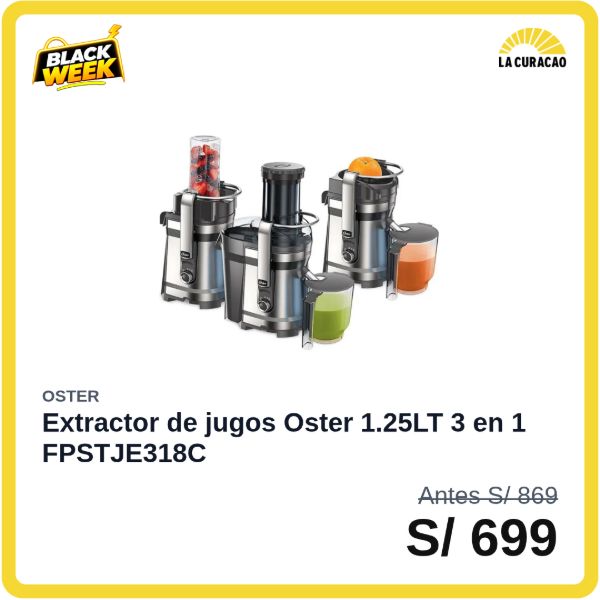 BLACK
WEEK
LA CURACAO
OSTER
Extractor de jugos Oster 1.25LT 3 en 1
FPSTJE318C
Antes S/ 869
S/ 699